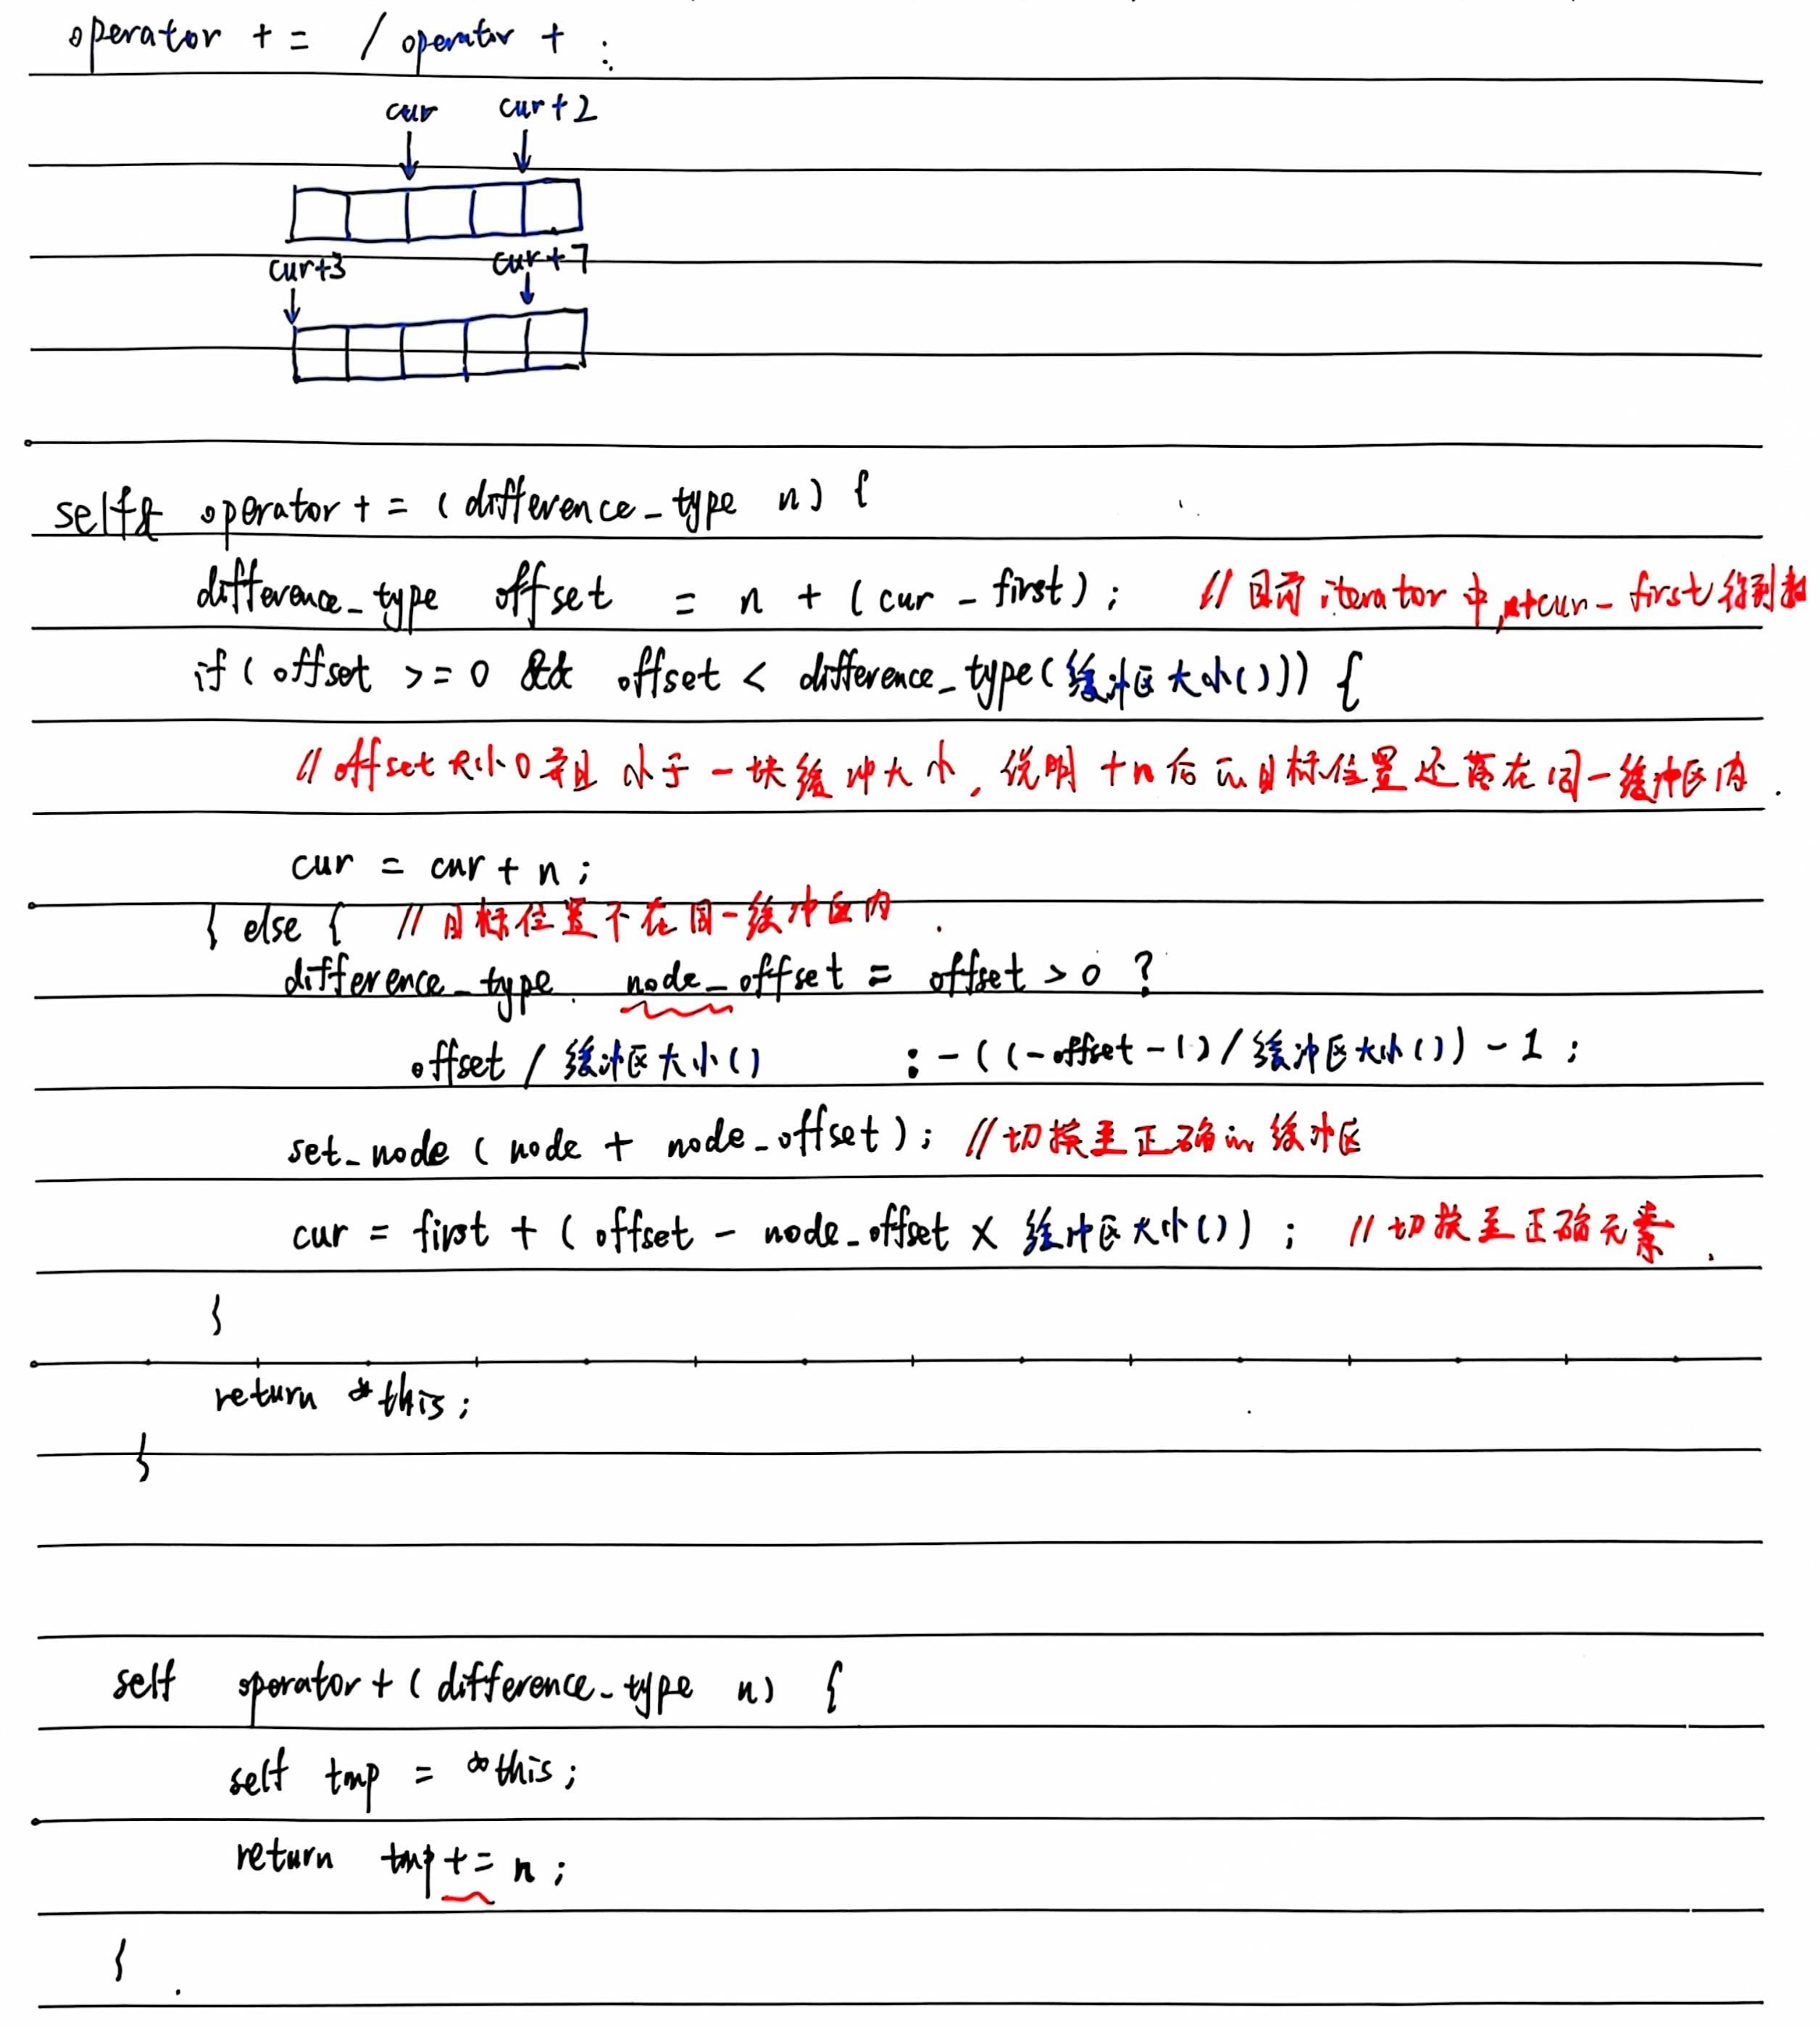 operator += / operator + :
cur cur+2
cur+3 cur+7
self& operator += (difference_type n) {
difference_type offset = n + (cur - first); // 目前 iterator 中, n+cur - first 得到
if (offset >= 0 && offset < difference_type(缓冲区大小())) {
// offset 大小 0 并且 小于一块缓冲大小, 说明 +n 后的目标位置还落在同一缓冲区内.
cur = cur + n;
} else { // 目标位置不在同一缓冲区内.
difference_type node_offset = offset > 0 ?
offset / 缓冲区大小() : -((-offset-1)/缓冲区大小()) - 1;
set_node (node + node_offset); // 切换至正确的缓冲区
cur = first + (offset - node_offset × 缓冲区大小()); // 切换至正确元素.
}
return *this;
}
self operator+ (difference_type n) {
self tmp = *this;
return tmp += n;
}.